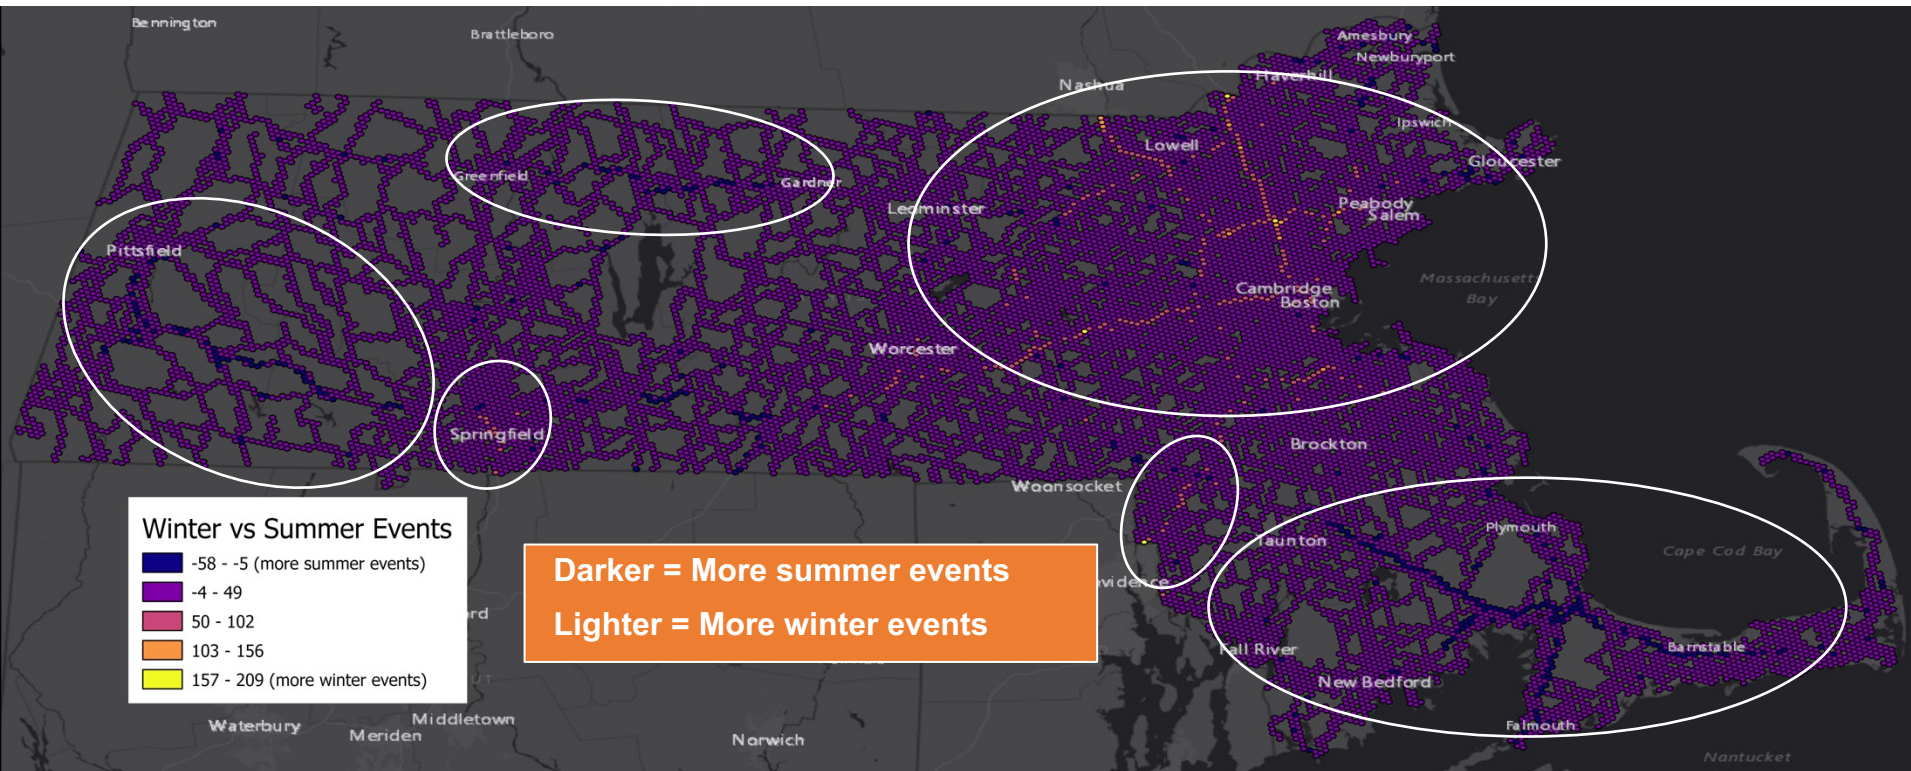 Bennington
Brattleboro
Amesbury
Newburyport
Haverhill
Nashua
Ipswich
Lowell
Gloucester
Greenfield
Gardner
Leominster
Peabody
Salem
Pittsfield
Massachusetts
Bay
Cambridge
Boston
Worcester
Springfield
Brockton
Woonsocket
Plymouth
Taunton
Cape Cod Bay
Winter vs Summer Events
-58 - -5 (more summer events)
-4 - 49
50 - 102
103 - 156
157 - 209 (more winter events)
Darker = More summer events
Lighter = More winter events
vidence
rd
Fall River
Barnstable
New Bedford
UT
Waterbury
Middletown
Meriden
Norwich
Falmouth
Nantucket